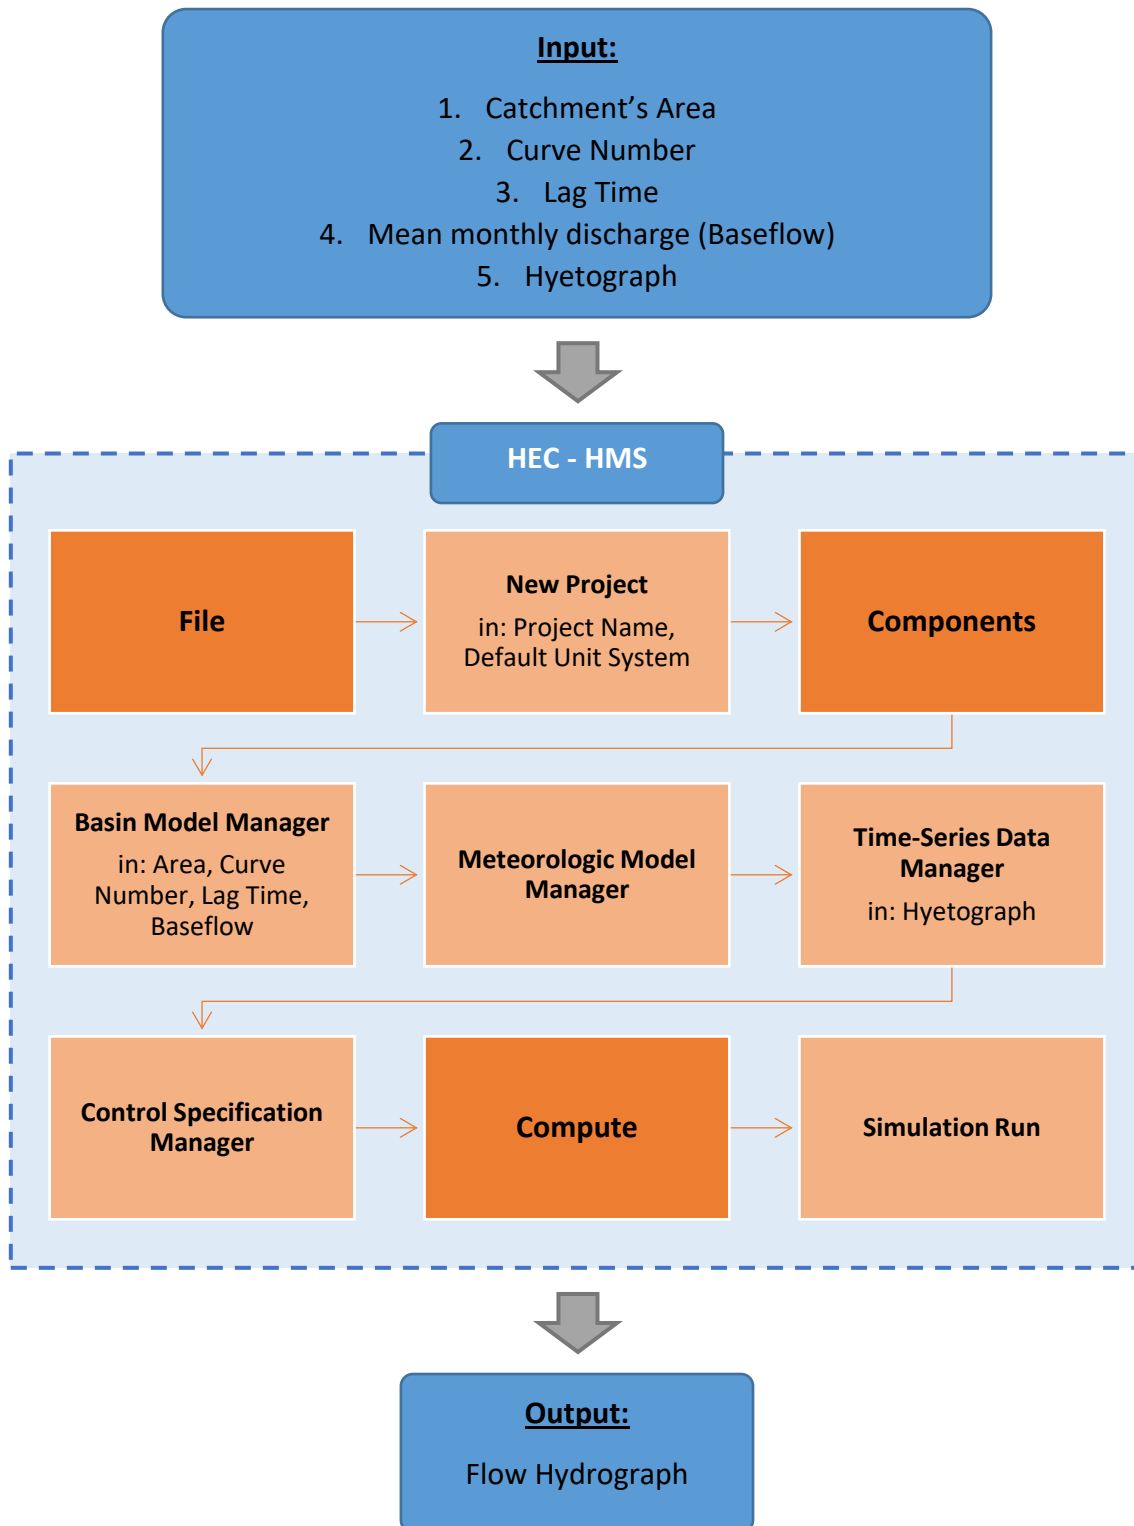 Input:
1. Catchment’s Area
2. Curve Number
3. Lag Time
4. Mean monthly discharge (Baseflow)
5. Hyetograph
HEC - HMS
File
New Project
in: Project Name,
Default Unit System
Components
Basin Model Manager
in: Area, Curve
Number, Lag Time,
Baseflow
Meteorologic Model
Manager
Time-Series Data
Manager
in: Hyetograph
Control Specification
Manager
Compute
Simulation Run
Output:
Flow Hydrograph